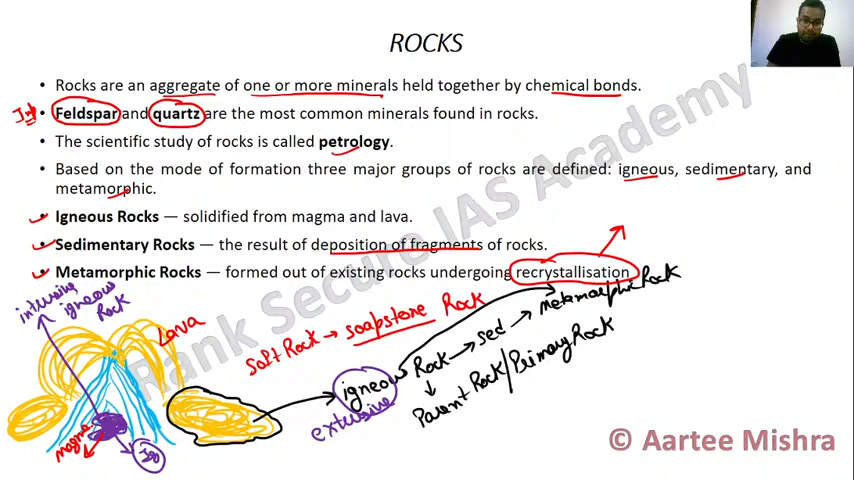 ROCKS
• Rocks are an aggregate of one or more minerals held together by chemical bonds.
Imp • Feldspar and quartz are the most common minerals found in rocks.
• The scientific study of rocks is called petrology.
• Based on the mode of formation three major groups of rocks are defined: igneous, sedimentary, and
metamorphic.
• Igneous Rocks — solidified from magma and lava.
• Sedimentary Rocks — the result of deposition of fragments of rocks.
• Metamorphic Rocks — formed out of existing rocks undergoing recrystallisation
intrusive
igneous
Rock
Lava
Soft Rock → soapstone Rock
igneous Rock → Sed → metamorphic Rock
extrusive
Parent Rock/Primary Rock
magma
Ig
Rank Secure IAS Academy
© Aartee Mishra